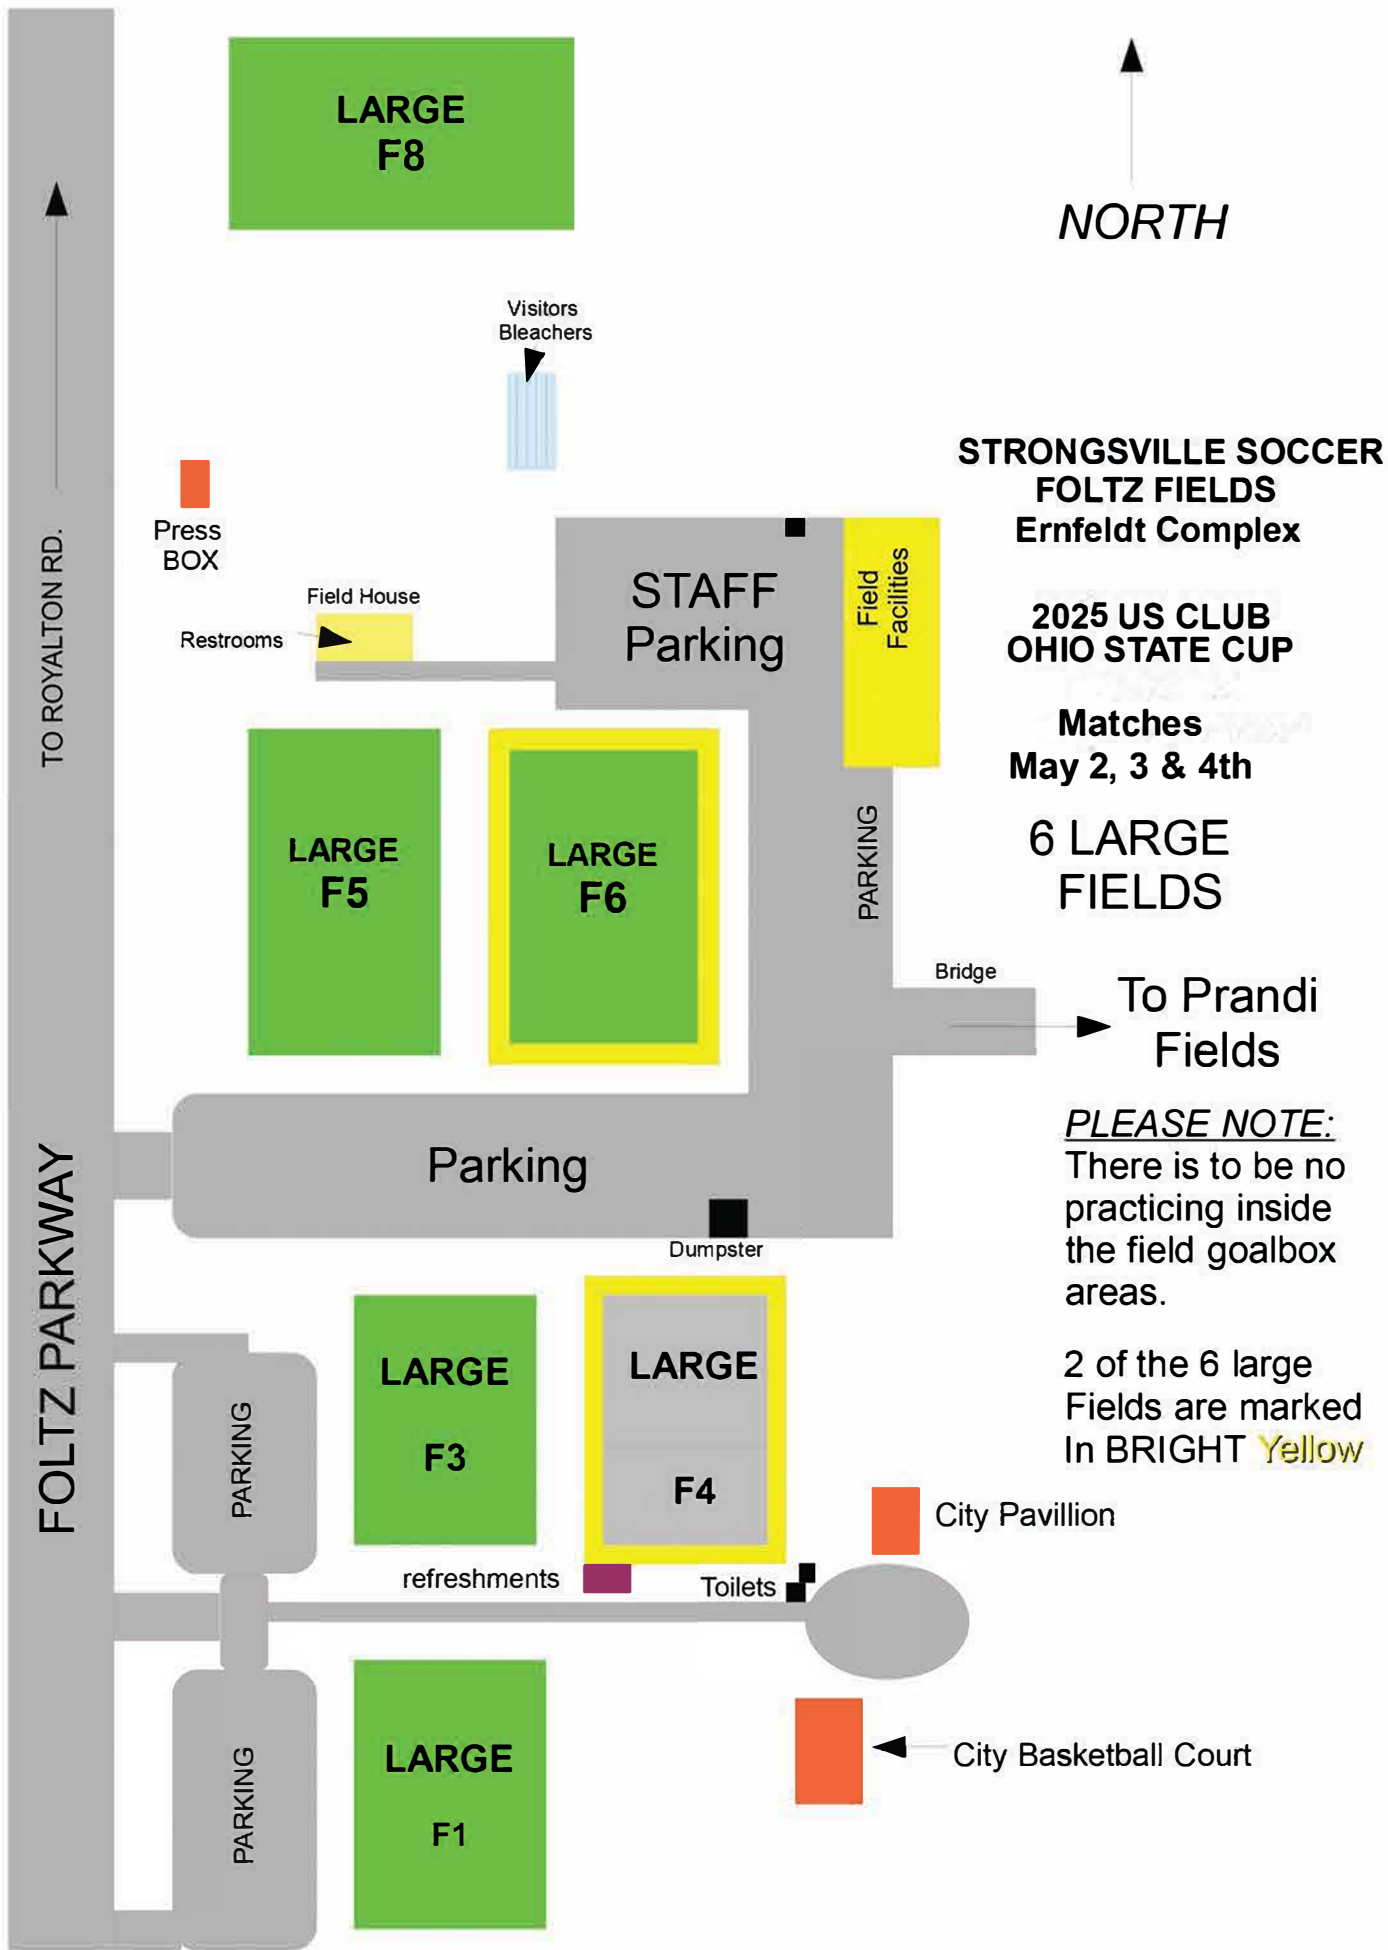 LARGE
F8
NORTH
Visitors
Bleachers
STRONGSVILLE SOCCER
FOLTZ FIELDS
Ernfeldt Complex
Press
BOX
TO ROYALTON RD.
Field House
Restrooms
STAFF
Parking
Field
Facilities
2025 US CLUB
OHIO STATE CUP
Matches
May 2, 3 & 4th
6 LARGE
FIELDS
LARGE
F5
LARGE
F6
PARKING
Bridge
To Prandi
Fields
Parking
Dumpster
PLEASE NOTE:
There is to be no
practicing inside
the field goalbox
areas.
2 of the 6 large
Fields are marked
In BRIGHT Yellow
FOLTZ PARKWAY
PARKING
LARGE
F3
LARGE
F4
City Pavillion
refreshments
Toilets
PARKING
LARGE
F1
City Basketball Court